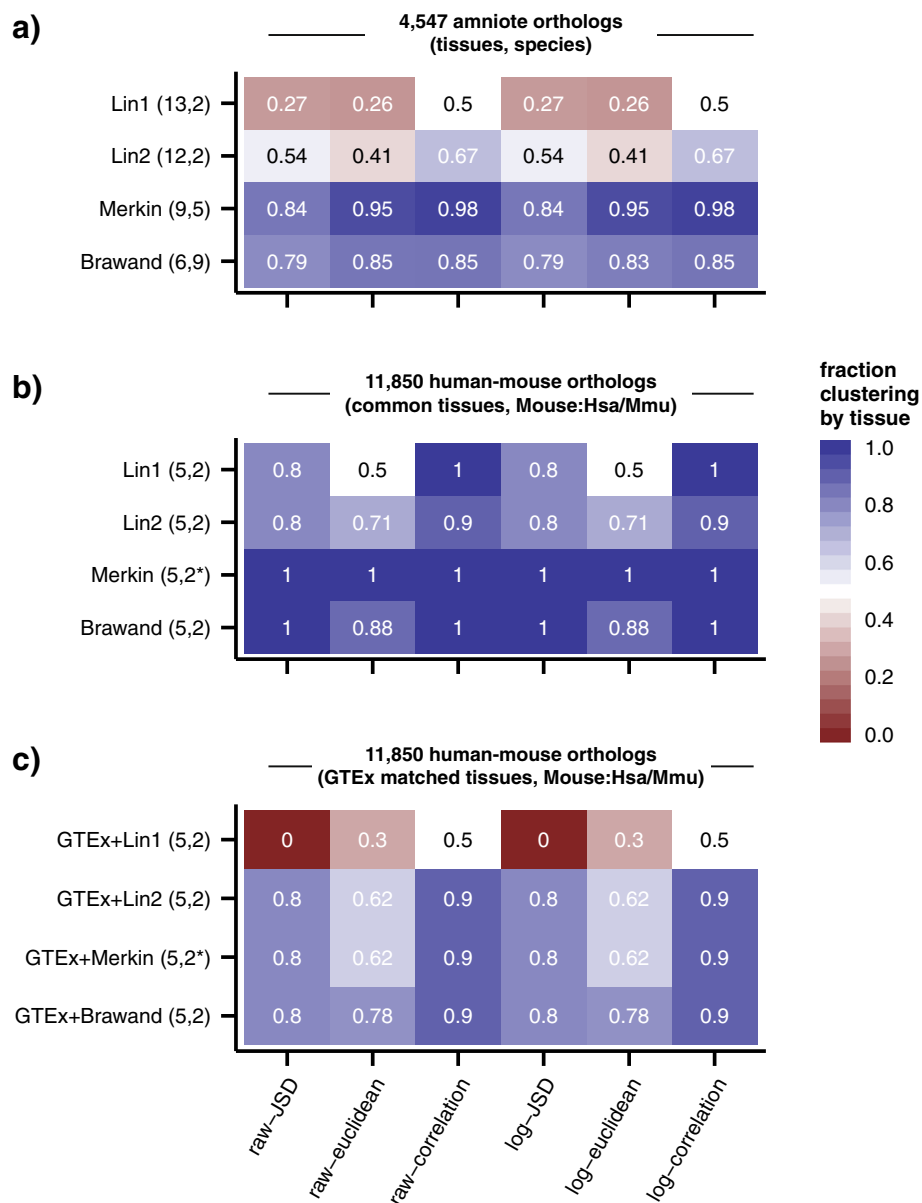 a)
4,547 amniote orthologs
(tissues, species)
Lin1 (13,2) 0.27 0.26 0.5 0.27 0.26 0.5
Lin2 (12,2) 0.54 0.41 0.67 0.54 0.41 0.67
Merkin (9,5) 0.84 0.95 0.98 0.84 0.95 0.98
Brawand (6,9) 0.79 0.85 0.85 0.79 0.83 0.85
b)
11,850 human-mouse orthologs
(common tissues, Mouse:Hsa/Mmu)
Lin1 (5,2) 0.8 0.5 1 0.8 0.5 1
Lin2 (5,2) 0.8 0.71 0.9 0.8 0.71 0.9
Merkin (5,2*) 1 1 1 1 1 1
Brawand (5,2) 1 0.88 1 1 0.88 1
fraction
clustering
by tissue
1.0
0.8
0.6
0.4
0.2
0.0
c)
11,850 human-mouse orthologs
(GTEx matched tissues, Mouse:Hsa/Mmu)
GTEx+Lin1 (5,2) 0 0.3 0.5 0 0.3 0.5
GTEx+Lin2 (5,2) 0.8 0.62 0.9 0.8 0.62 0.9
GTEx+Merkin (5,2*) 0.8 0.62 0.9 0.8 0.62 0.9
GTEx+Brawand (5,2) 0.8 0.78 0.9 0.8 0.78 0.9
raw−JSD
raw−euclidean
raw−correlation
log−JSD
log−euclidean
log−correlation